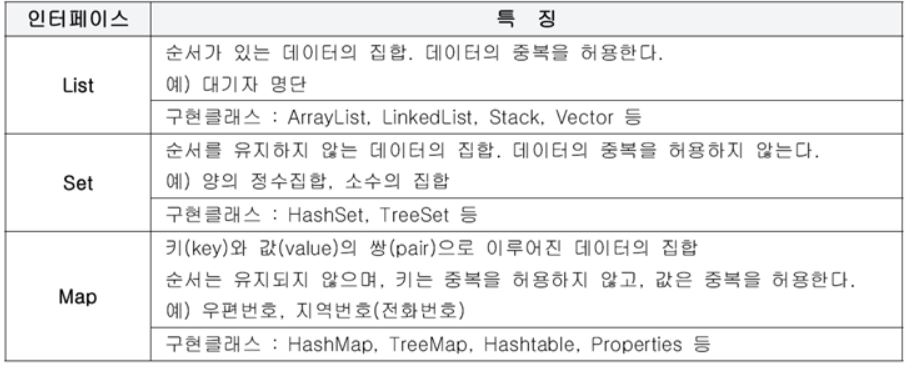 인터페이스 특 징
List
순서가 있는 데이터의 집합. 데이터의 중복을 허용한다.
예) 대기자 명단
구현클래스 : ArrayList, LinkedList, Stack, Vector 등
Set
순서를 유지하지 않는 데이터의 집합. 데이터의 중복을 허용하지 않는다.
예) 양의 정수집합, 소수의 집합
구현클래스 : HashSet, TreeSet 등
Map
키(key)와 값(value)의 쌍(pair)으로 이루어진 데이터의 집합
순서는 유지되지 않으며, 키는 중복을 허용하지 않고, 값은 중복을 허용한다.
예) 우편번호, 지역번호(전화번호)
구현클래스 : HashMap, TreeMap, Hashtable, Properties 등